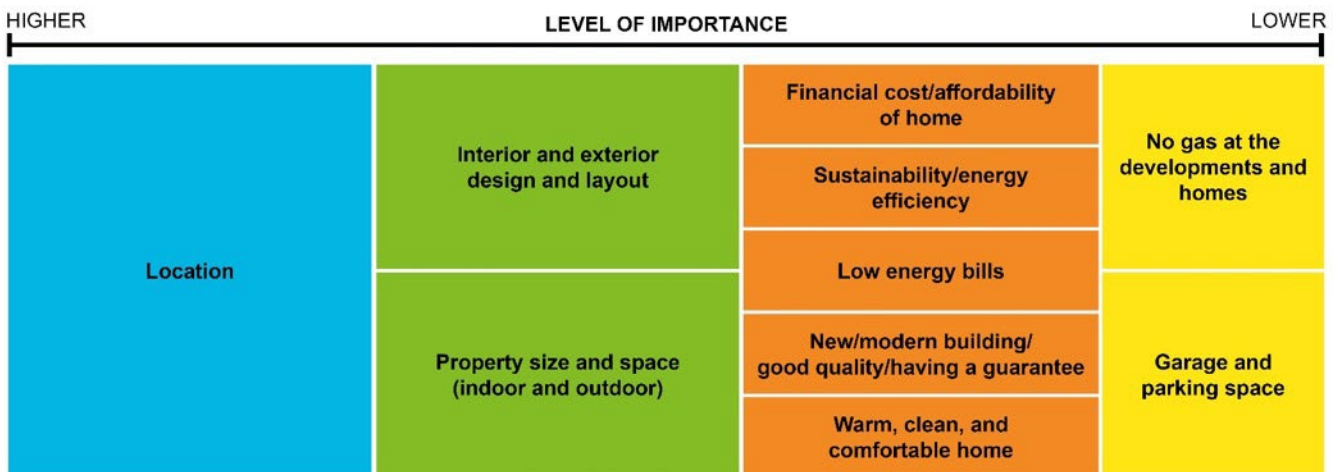 HIGHER
LEVEL OF IMPORTANCE
LOWER
Location
Interior and exterior
design and layout
Property size and space
(indoor and outdoor)
Financial cost/affordability
of home
Sustainability/energy
efficiency
Low energy bills
New/modern building/
good quality/having a guarantee
Warm, clean, and
comfortable home
No gas at the
developments and
homes
Garage and
parking space